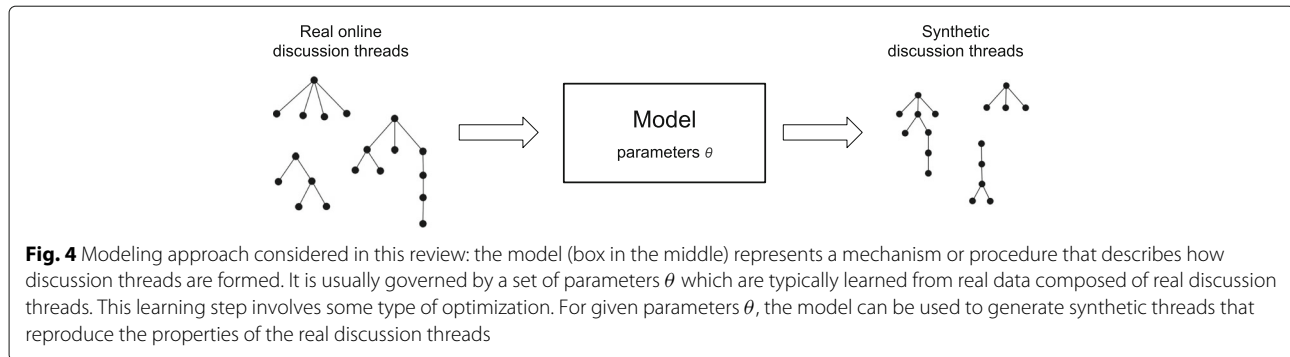 Real online
discussion threads
Synthetic
discussion threads
Model
parameters θ
Fig. 4 Modeling approach considered in this review: the model (box in the middle) represents a mechanism or procedure that describes how
discussion threads are formed. It is usually governed by a set of parameters θ which are typically learned from real data composed of real discussion
threads. This learning step involves some type of optimization. For given parameters θ, the model can be used to generate synthetic threads that
reproduce the properties of the real discussion threads